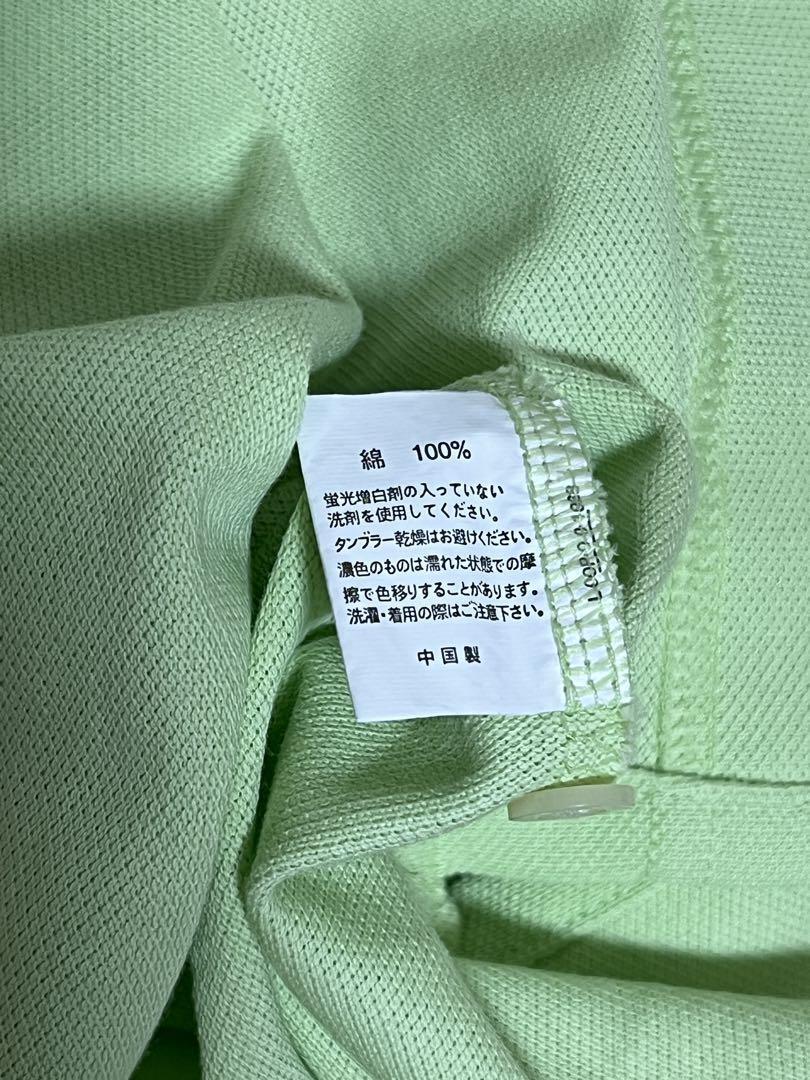 綿 100%
蛍光増白剤の入っていない
洗剤を使用してください。
タンブラー乾燥はお避けください。
濃色のものは濡れた状態での摩
擦で色移りすることがあります。
洗濯・着用の際はご注意下さい。
中国製